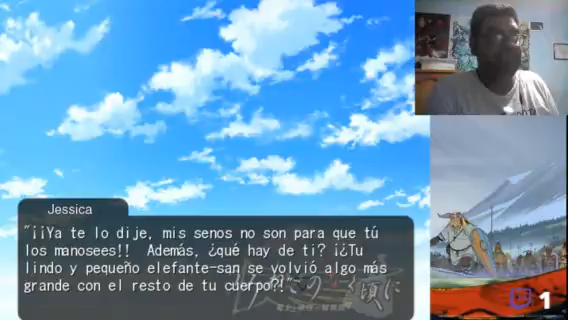 Jessica
"¡¡Ya te lo dije, mis senos no son para que tú
los manosees!! Además, ¿qué hay de ti? ¡¿Tu
lindo y pequeño elefante-san se volvió algo más
grande con el resto de tu cuerpo?!"
1